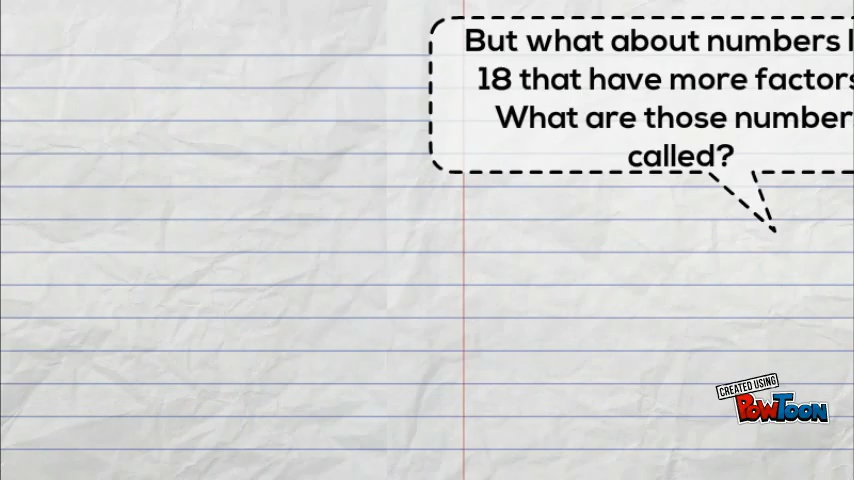 But what about numbers
18 that have more factors
What are those number
called?
CREATED USING
POWTOON